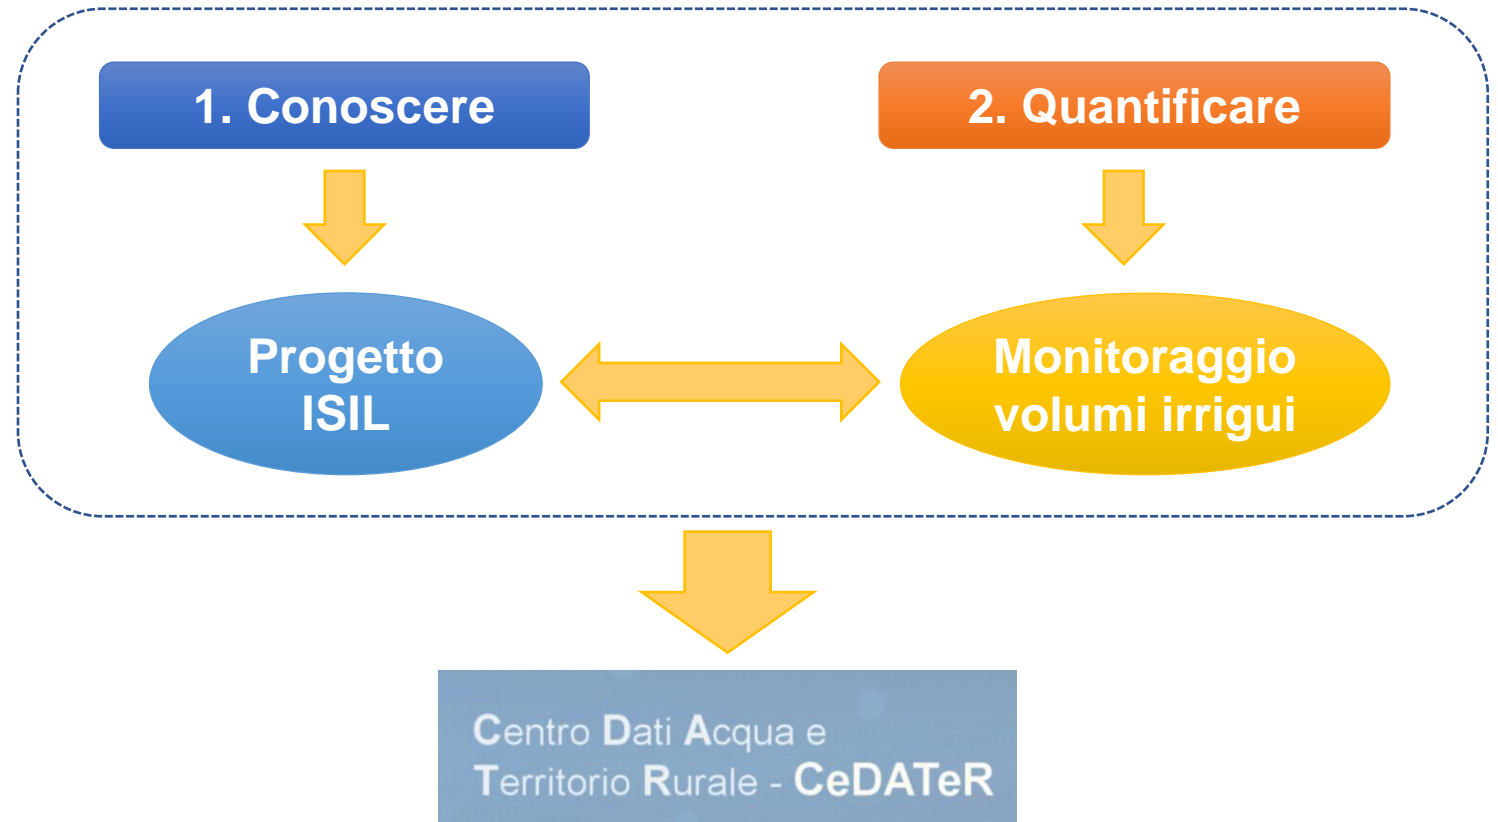 1. Conoscere
2. Quantificare
Progetto
ISIL
Monitoraggio
volumi irrigui
Centro Dati Acqua e
Territorio Rurale - CeDATeR